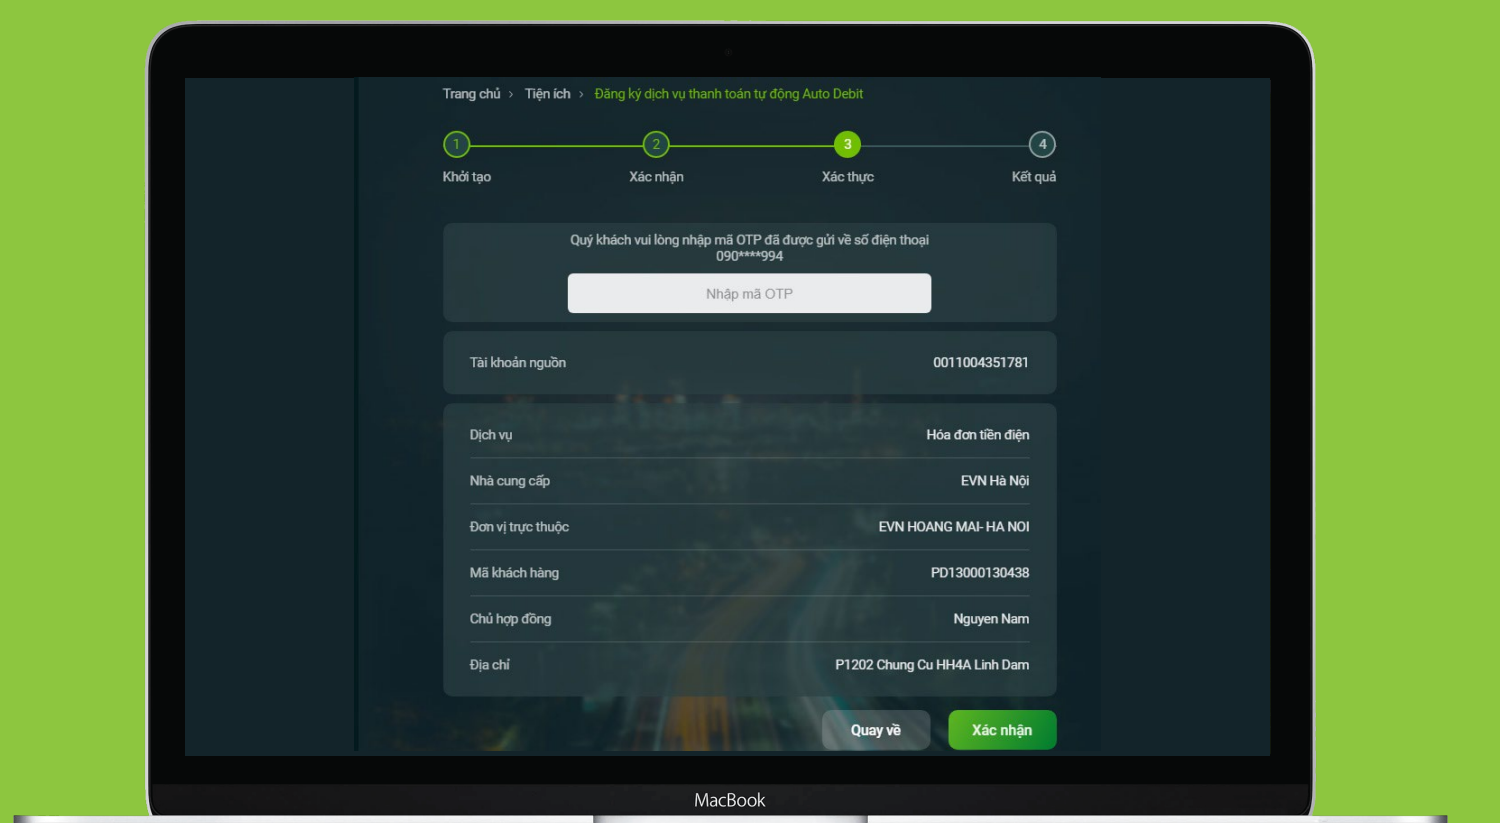 Trang chủ > Tiện ích > Đăng ký dịch vụ thanh toán tự động Auto Debit
1 2 3 4
Khởi tạo Xác nhận Xác thực Kết quả
Quý khách vui lòng nhập mã OTP đã được gửi về số điện thoại
090****994
Nhập mã OTP
Tài khoản nguồn 0011004351781
Dịch vụ Hóa đơn tiền điện
Nhà cung cấp EVN Hà Nội
Đơn vị trực thuộc EVN HOANG MAI- HA NOI
Mã khách hàng PD13000130438
Chủ hợp đồng Nguyen Nam
Địa chỉ P1202 Chung Cu HH4A Linh Dam
Quay về Xác nhận
MacBook